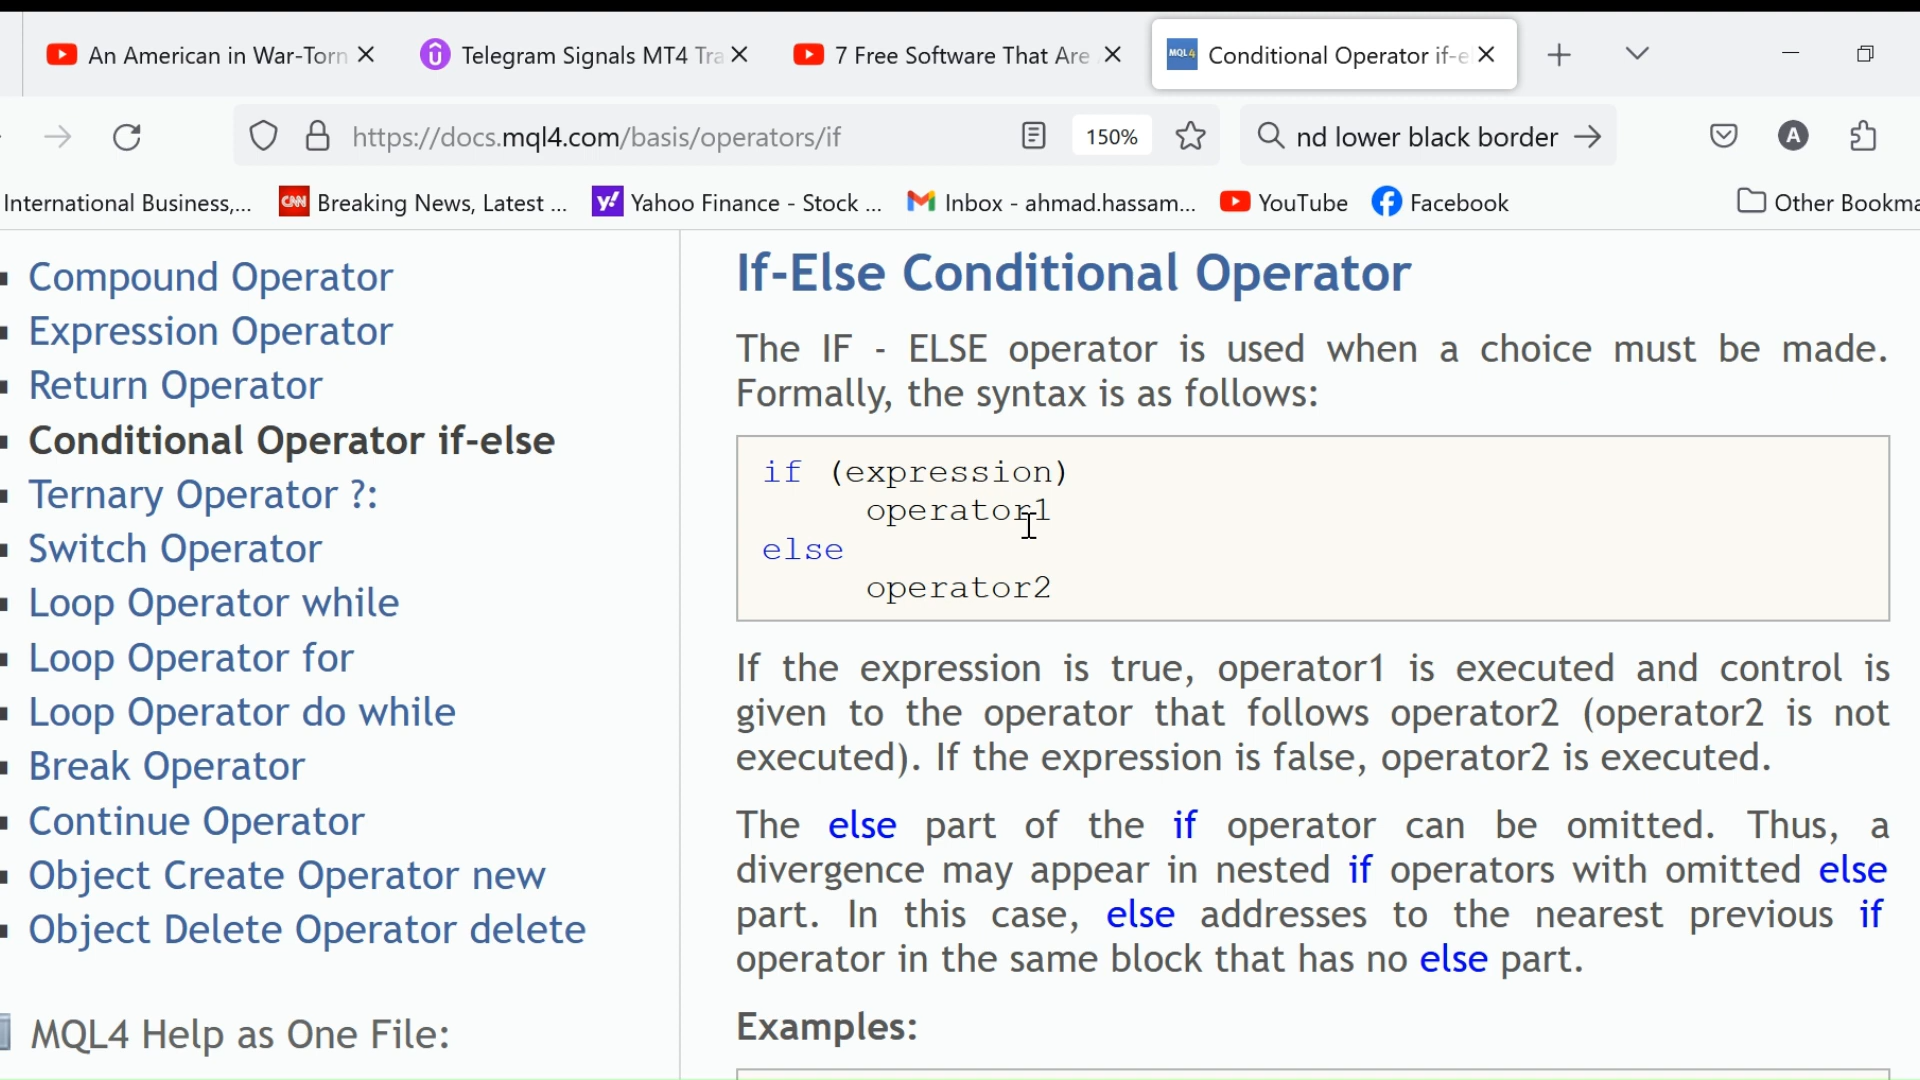 An American in War-Torn
Telegram Signals MT4 Tra
7 Free Software That Are
Conditional Operator if-e
https://docs.mql4.com/basis/operators/if
150%
nd lower black border
A
International Business,...
CNN
Breaking News, Latest ...
Yahoo Finance - Stock ...
Inbox - ahmad.hassam...
YouTube
Facebook
Other Bookma
Compound Operator
Expression Operator
Return Operator
Conditional Operator if-else
Ternary Operator ?:
Switch Operator
Loop Operator while
Loop Operator for
Loop Operator do while
Break Operator
Continue Operator
Object Create Operator new
Object Delete Operator delete
MQL4 Help as One File:
If-Else Conditional Operator
The IF - ELSE operator is used when a choice must be made.
Formally, the syntax is as follows:
if (expression)
operator1
else
operator2
If the expression is true, operator1 is executed and control is
given to the operator that follows operator2 (operator2 is not
executed). If the expression is false, operator2 is executed.
The else part of the if operator can be omitted. Thus, a
divergence may appear in nested if operators with omitted else
part. In this case, else addresses to the nearest previous if
operator in the same block that has no else part.
Examples: